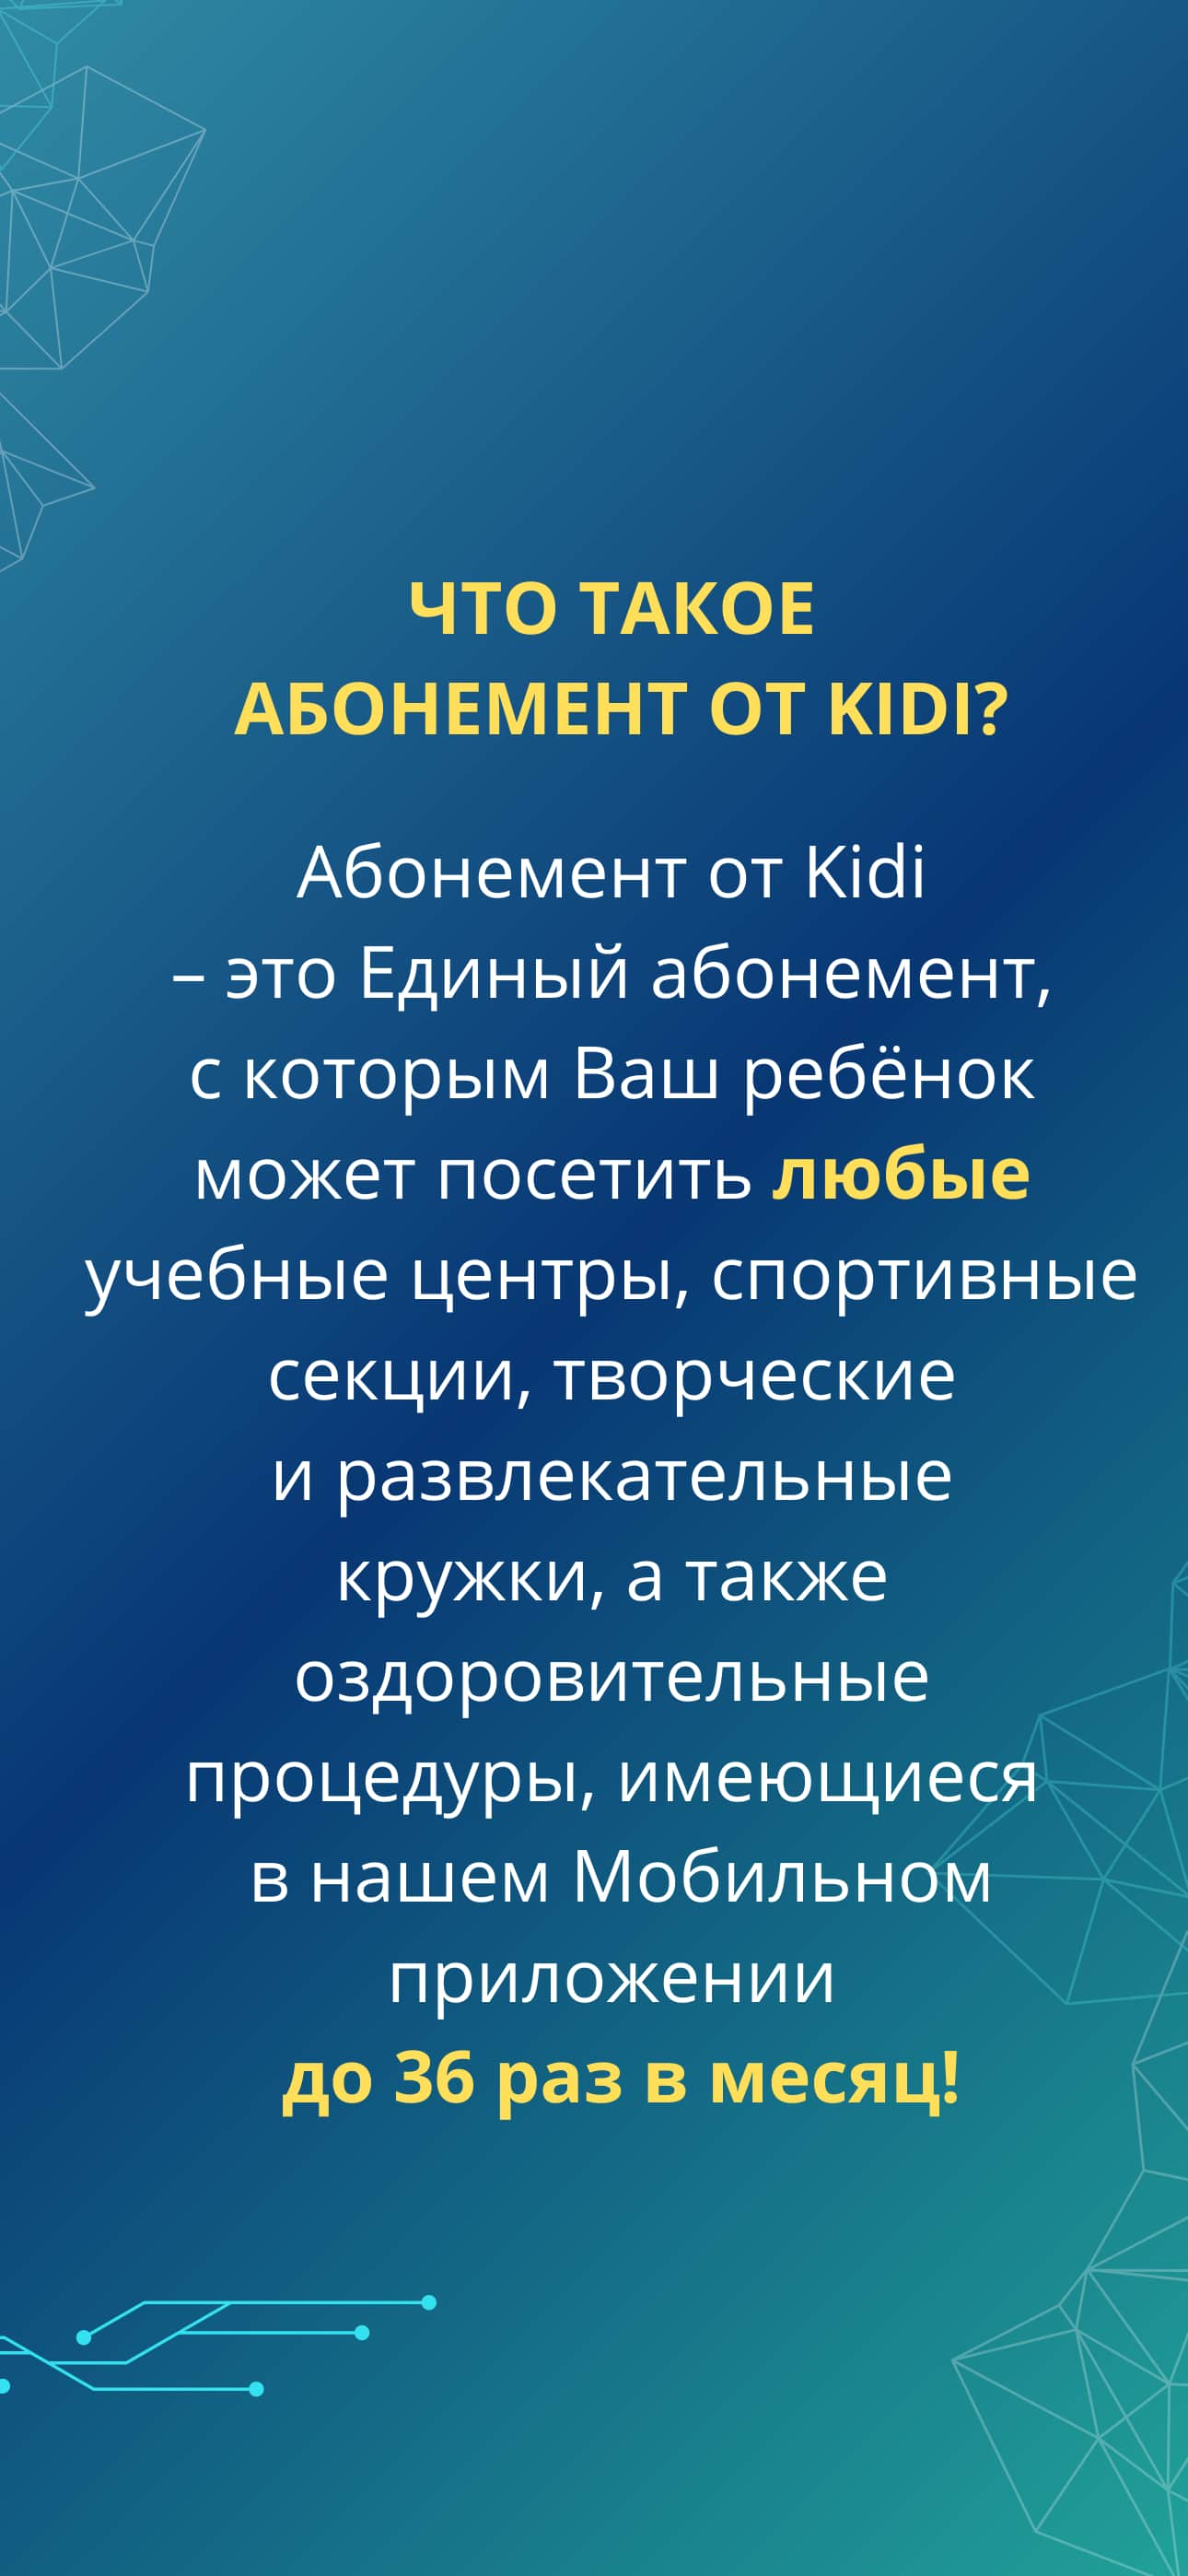 ЧТО ТАКОЕ
АБОНЕМЕНТ ОТ KIDI?
Абонемент от Kidi
– это Единый абонемент,
с которым Ваш ребёнок
может посетить любые
учебные центры, спортивные
секции, творческие
и развлекательные
кружки, а также
оздоровительные
процедуры, имеющиеся
в нашем Мобильном
приложении
до 36 раз в месяц!